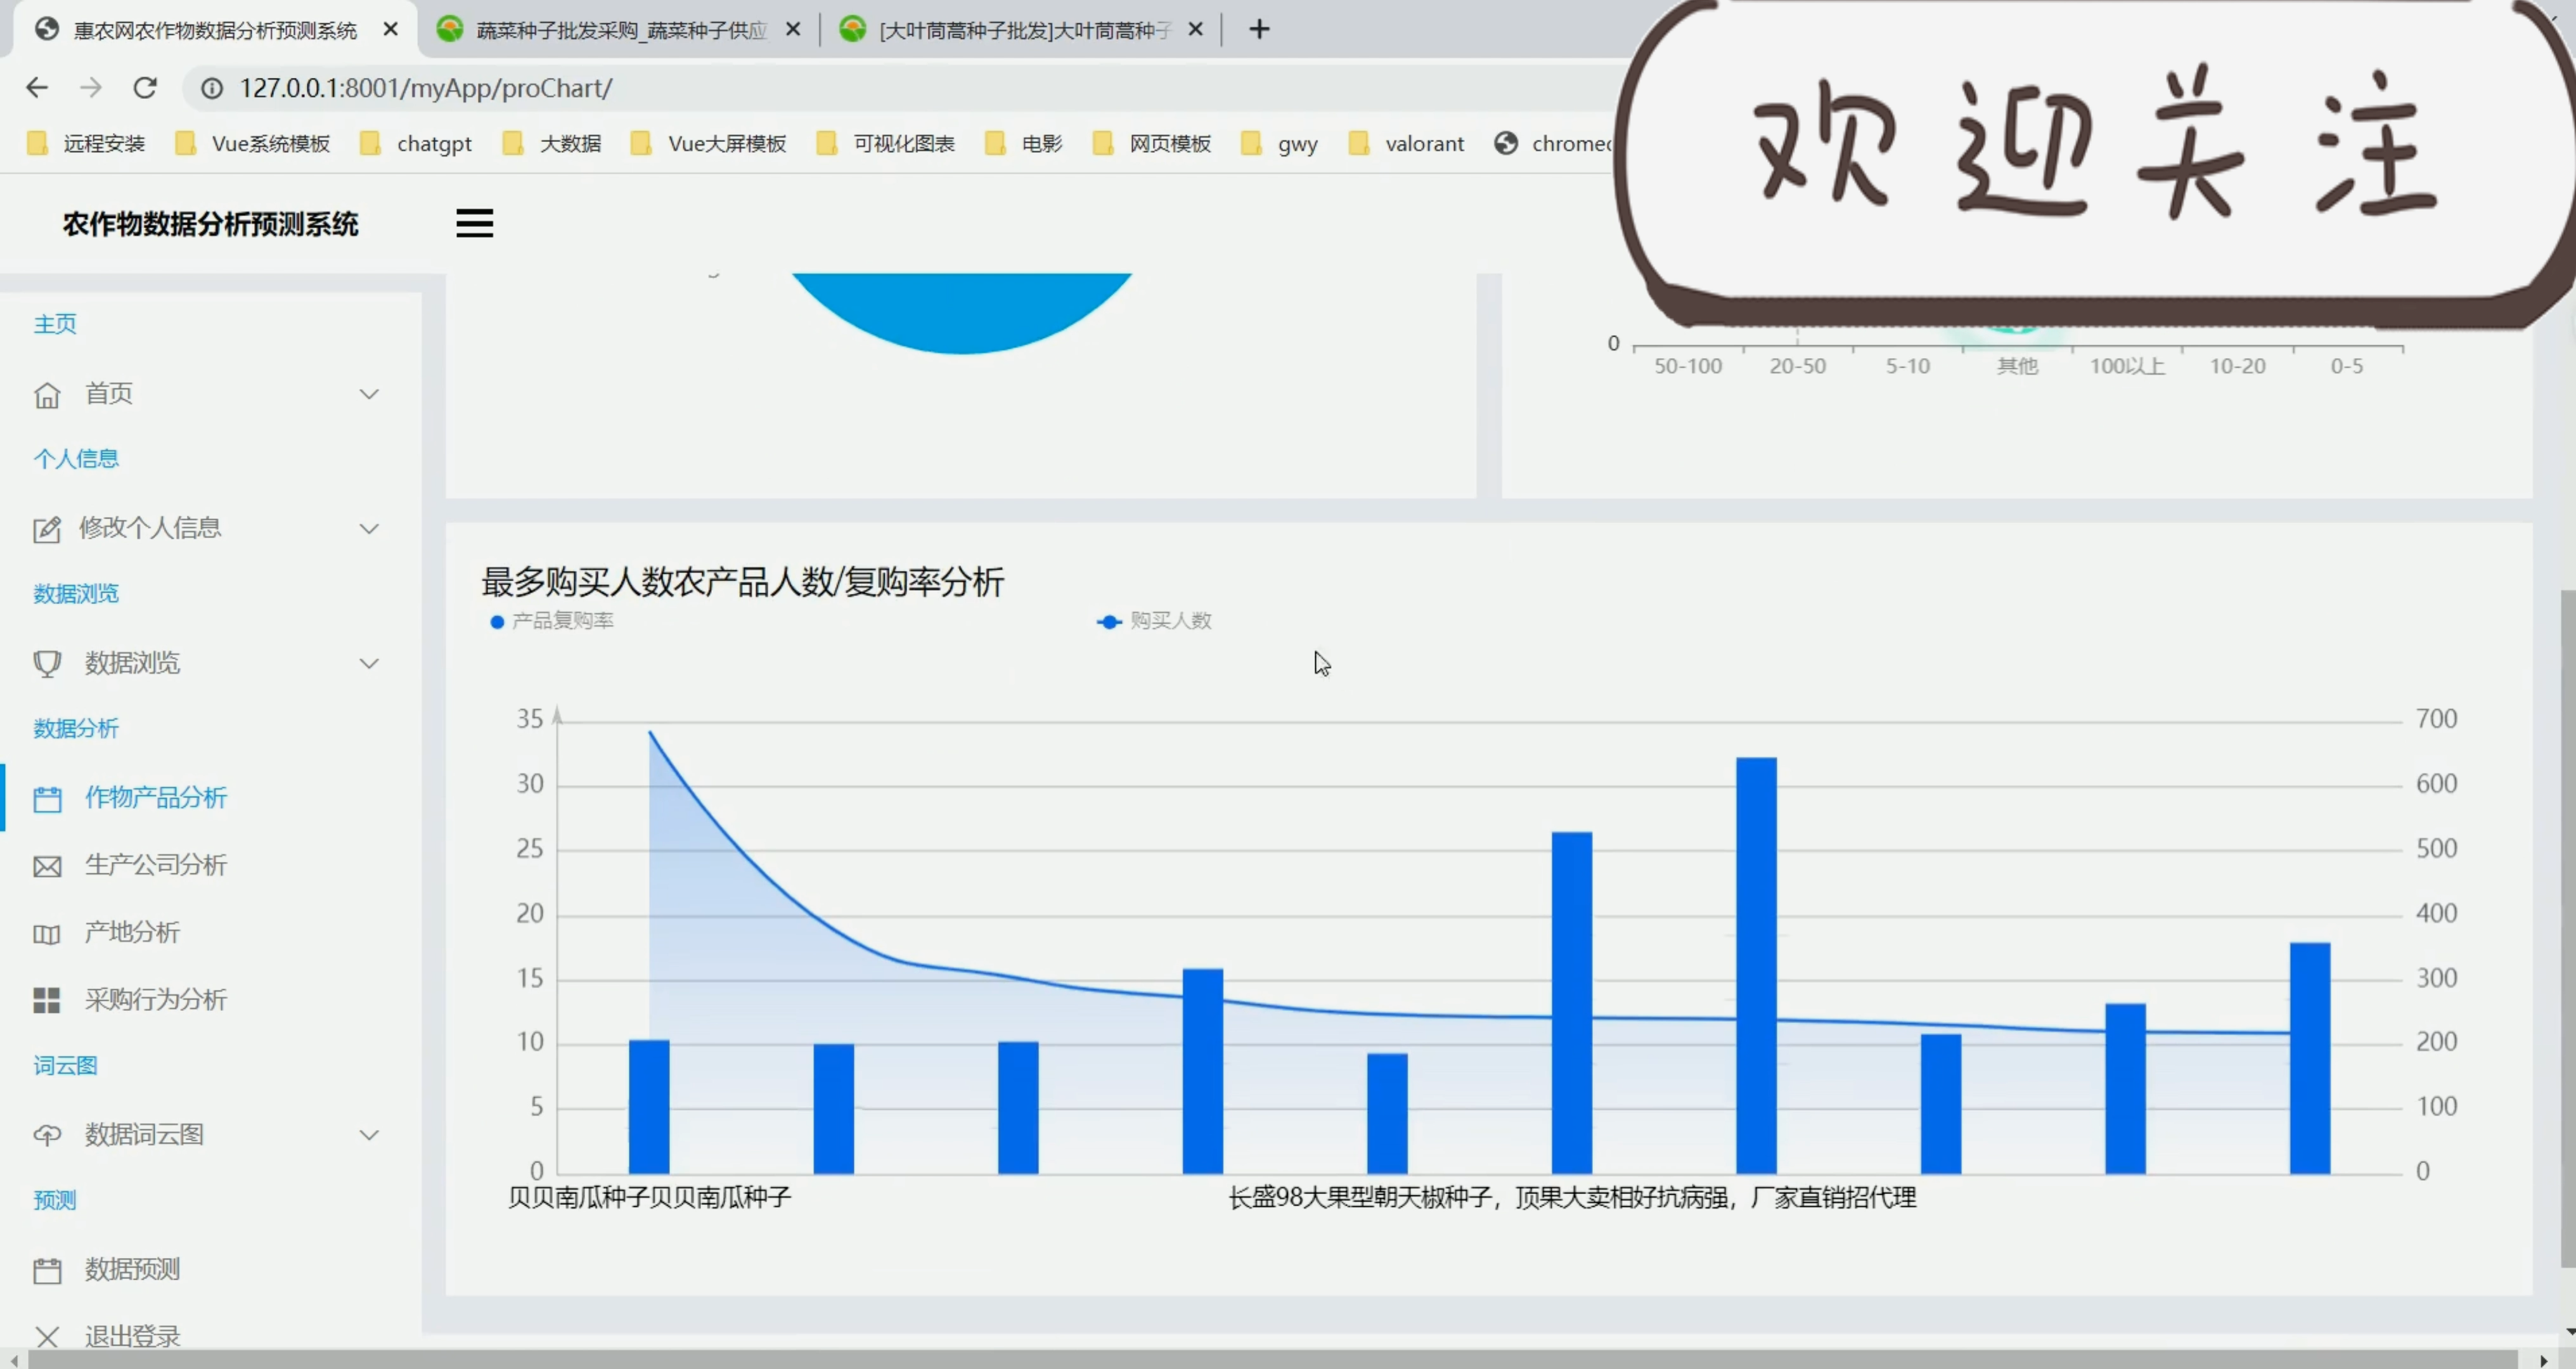 惠农网农作物数据分析预测系统
蔬菜种子批发采购_蔬菜种子供应
[大叶茼蒿种子批发]大叶茼蒿种子
127.0.0.1:8001/myApp/proChart/
远程安装 Vue系统模板 chatgpt 大数据 Vue大屏模板 可视化图表 电影 网页模板 gwy valorant chromed
欢迎关注
农作物数据分析预测系统
主页
首页
个人信息
修改个人信息
数据浏览
数据浏览
数据分析
作物产品分析
生产公司分析
产地分析
采购行为分析
词云图
数据词云图
预测
数据预测
退出登录
0
50-100 20-50 5-10 其他 100以上 10-20 0-5
最多购买人数农产品人数/复购率分析
产品复购率 购买人数
35 700
30 600
25 500
20 400
15 300
10 200
5 100
0 0
贝贝南瓜种子贝贝南瓜种子 长盛98大果型朝天椒种子，顶果大卖相好抗病强，厂家直销招代理